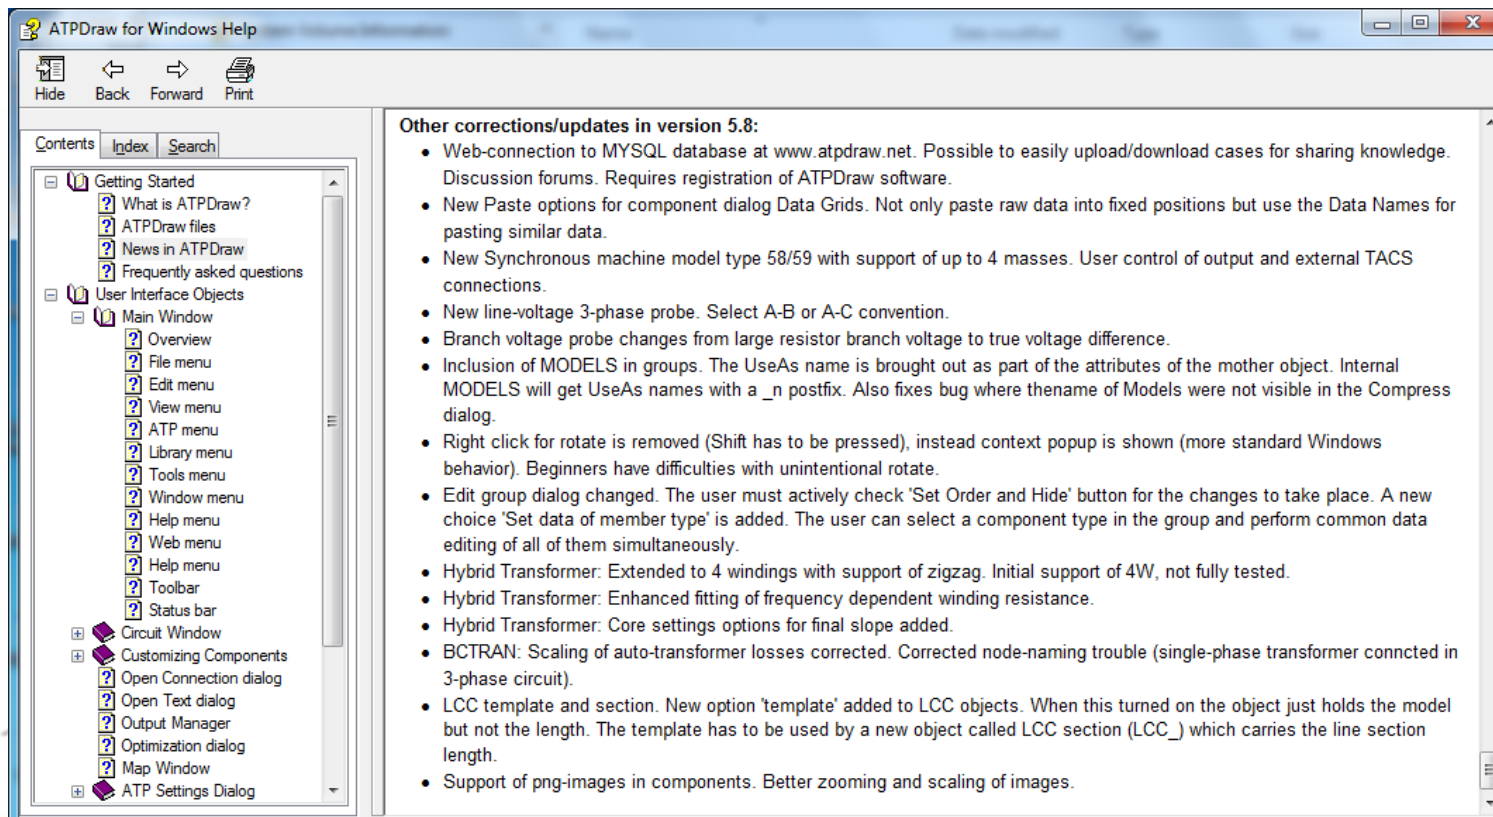 ATPDraw for Windows Help
Name
Date modified
Type
Size
Hide Back Forward Print
Contents Index Search
Getting Started
What is ATPDraw?
ATPDraw files
News in ATPDraw
Frequently asked questions
User Interface Objects
Main Window
Overview
File menu
Edit menu
View menu
ATP menu
Library menu
Tools menu
Window menu
Help menu
Web menu
Help menu
Toolbar
Status bar
Circuit Window
Customizing Components
Open Connection dialog
Open Text dialog
Output Manager
Optimization dialog
Map Window
ATP Settings Dialog
Other corrections/updates in version 5.8:
• Web-connection to MYSQL database at www.atpdraw.net. Possible to easily upload/download cases for sharing knowledge.
Discussion forums. Requires registration of ATPDraw software.
• New Paste options for component dialog Data Grids. Not only paste raw data into fixed positions but use the Data Names for
pasting similar data.
• New Synchronous machine model type 58/59 with support of up to 4 masses. User control of output and external TACS
connections.
• New line-voltage 3-phase probe. Select A-B or A-C convention.
• Branch voltage probe changes from large resistor branch voltage to true voltage difference.
• Inclusion of MODELS in groups. The UseAs name is brought out as part of the attributes of the mother object. Internal
MODELS will get UseAs names with a _n postfix. Also fixes bug where thename of Models were not visible in the Compress
dialog.
• Right click for rotate is removed (Shift has to be pressed), instead context popup is shown (more standard Windows
behavior). Beginners have difficulties with unintentional rotate.
• Edit group dialog changed. The user must actively check 'Set Order and Hide' button for the changes to take place. A new
choice 'Set data of member type' is added. The user can select a component type in the group and perform common data
editing of all of them simultaneously.
• Hybrid Transformer: Extended to 4 windings with support of zigzag. Initial support of 4W, not fully tested.
• Hybrid Transformer: Enhanced fitting of frequency dependent winding resistance.
• Hybrid Transformer: Core settings options for final slope added.
• BCTRAN: Scaling of auto-transformer losses corrected. Corrected node-naming trouble (single-phase transformer conncted in
3-phase circuit).
• LCC template and section. New option 'template' added to LCC objects. When this turned on the object just holds the model
but not the length. The template has to be used by a new object called LCC section (LCC_) which carries the line section
length.
• Support of png-images in components. Better zooming and scaling of images.